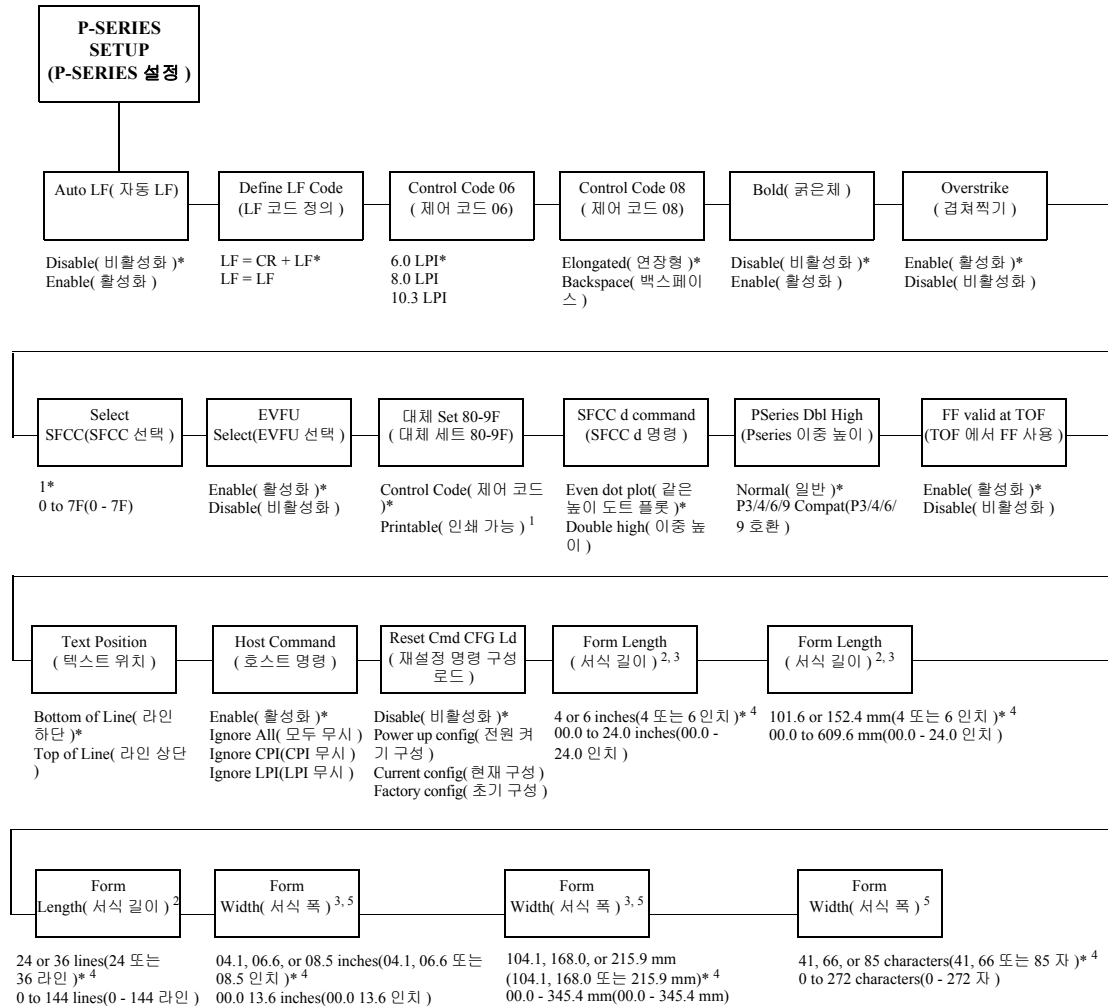 P-SERIES
SETUP
(P-SERIES 설정 )
Auto LF( 자동 LF)
Disable( 비활성화 )*
Enable( 활성화 )
Define LF Code
(LF 코드 정의 )
LF = CR + LF*
LF = LF
Control Code 06
( 제어 코드 06)
6.0 LPI*
8.0 LPI
10.3 LPI
Control Code 08
( 제어 코드 08)
Elongated( 연장형 )*
Backspace( 백스페이
스 )
Bold( 굵은체 )
Disable( 비활성화 )*
Enable( 활성화 )
Overstrike
( 겹쳐찍기 )
Enable( 활성화 )*
Disable( 비활성화 )
Select
SFCC(SFCC 선택 )
1*
0 to 7F(0 - 7F)
EVFU
Select(EVFU 선택 )
Enable( 활성화 )*
Disable( 비활성화 )
대체 Set 80-9F
( 대체 세트 80-9F)
Control Code( 제어 코드
)*
Printable( 인쇄 가능 ) 1
SFCC d command
(SFCC d 명령 )
Even dot plot( 같은
높이 도트 플롯 )*
Double high( 이중 높
이 )
PSeries Dbl High
(Pseries 이중 높이 )
Normal( 일반 )*
P3/4/6/9 Compat(P3/4/6/
9 호환 )
FF valid at TOF
(TOF 에서 FF 사용 )
Enable( 활성화 )*
Disable( 비활성화 )
Text Position
( 텍스트 위치 )
Bottom of Line( 라인
하단 )*
Top of Line( 라인 상단
)
Host Command
( 호스트 명령 )
Enable( 활성화 )*
Ignore All( 모두 무시 )
Ignore CPI(CPI 무시 )
Ignore LPI(LPI 무시 )
Reset Cmd CFG Ld
( 재설정 명령 구성
로드 )
Disable( 비활성화 )*
Power up config( 전원 켜
기 구성 )
Current config( 현재 구성 )
Factory config( 초기 구성 )
Form Length
( 서식 길이 ) 2, 3
4 or 6 inches(4 또는 6 인치 )* 4
00.0 to 24.0 inches(00.0 -
24.0 인치 )
Form Length
( 서식 길이 ) 2, 3
101.6 or 152.4 mm(4 또는 6 인치 )* 4
00.0 to 609.6 mm(00.0 - 24.0 인치 )
Form
Length( 서식 길이 ) 2
24 or 36 lines(24 또는
36 라인 )* 4
0 to 144 lines(0 - 144 라인 )
Form
Width( 서식 폭 ) 3, 5
04.1, 06.6, or 08.5 inches(04.1, 06.6 또는
08.5 인치 )* 4
00.0 13.6 inches(00.0 13.6 인치 )
Form
Width( 서식 폭 ) 3, 5
104.1, 168.0, or 215.9 mm
(104.1, 168.0 또는 215.9 mm)* 4
00.0 - 345.4 mm(00.0 - 345.4 mm)
Form
Width( 서식 폭 ) 5
41, 66, or 85 characters(41, 66 또는 85 자 )* 4
0 to 272 characters(0 - 272 자 )